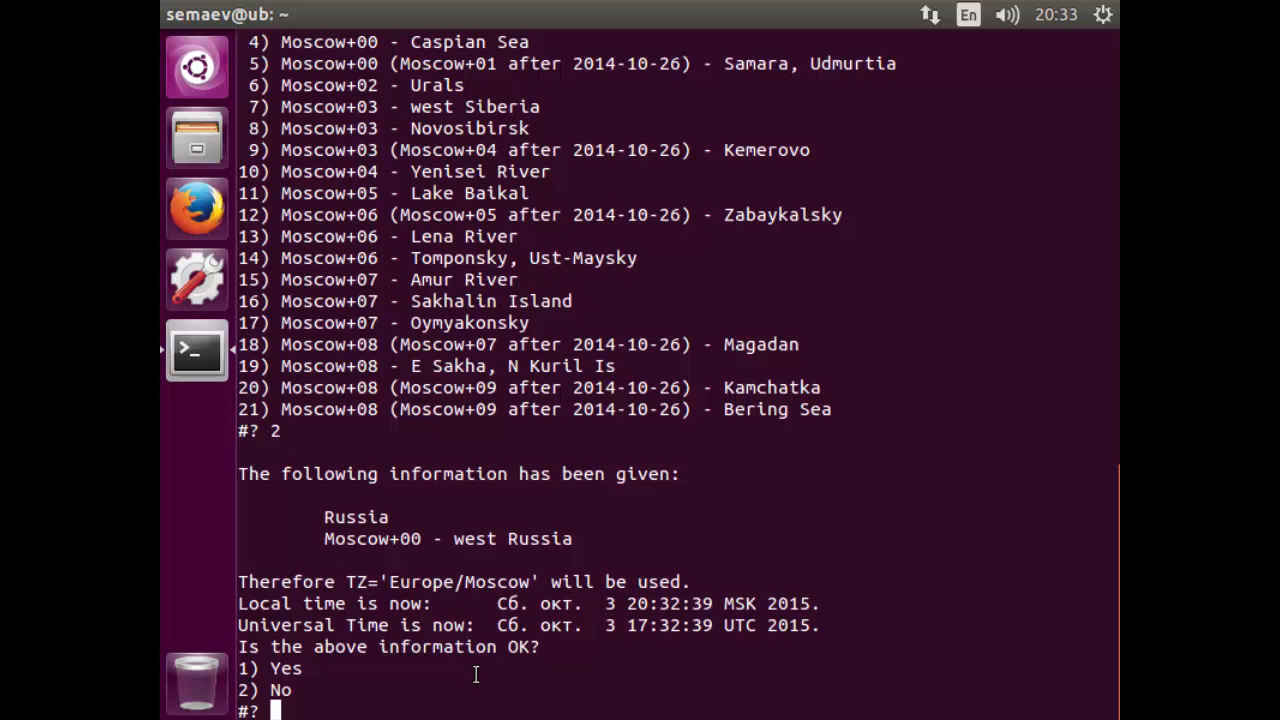 semaev@ub: ~
En
20:33
4) Moscow+00 - Caspian Sea
5) Moscow+00 (Moscow+01 after 2014-10-26) - Samara, Udmurtia
6) Moscow+02 - Urals
7) Moscow+03 - west Siberia
8) Moscow+03 - Novosibirsk
9) Moscow+03 (Moscow+04 after 2014-10-26) - Kemerovo
10) Moscow+04 - Yenisei River
11) Moscow+05 - Lake Baikal
12) Moscow+06 (Moscow+05 after 2014-10-26) - Zabaykalsky
13) Moscow+06 - Lena River
14) Moscow+06 - Tomponsky, Ust-Maysky
15) Moscow+07 - Amur River
16) Moscow+07 - Sakhalin Island
17) Moscow+07 - Oymyakonsky
18) Moscow+08 (Moscow+07 after 2014-10-26) - Magadan
19) Moscow+08 - E Sakha, N Kuril Is
20) Moscow+08 (Moscow+09 after 2014-10-26) - Kamchatka
21) Moscow+08 (Moscow+09 after 2014-10-26) - Bering Sea
#? 2
The following information has been given:
Russia
Moscow+00 - west Russia
Therefore TZ='Europe/Moscow' will be used.
Local time is now: Сб. окт. 3 20:32:39 MSK 2015.
Universal Time is now: Сб. окт. 3 17:32:39 UTC 2015.
Is the above information OK?
1) Yes
2) No
#?